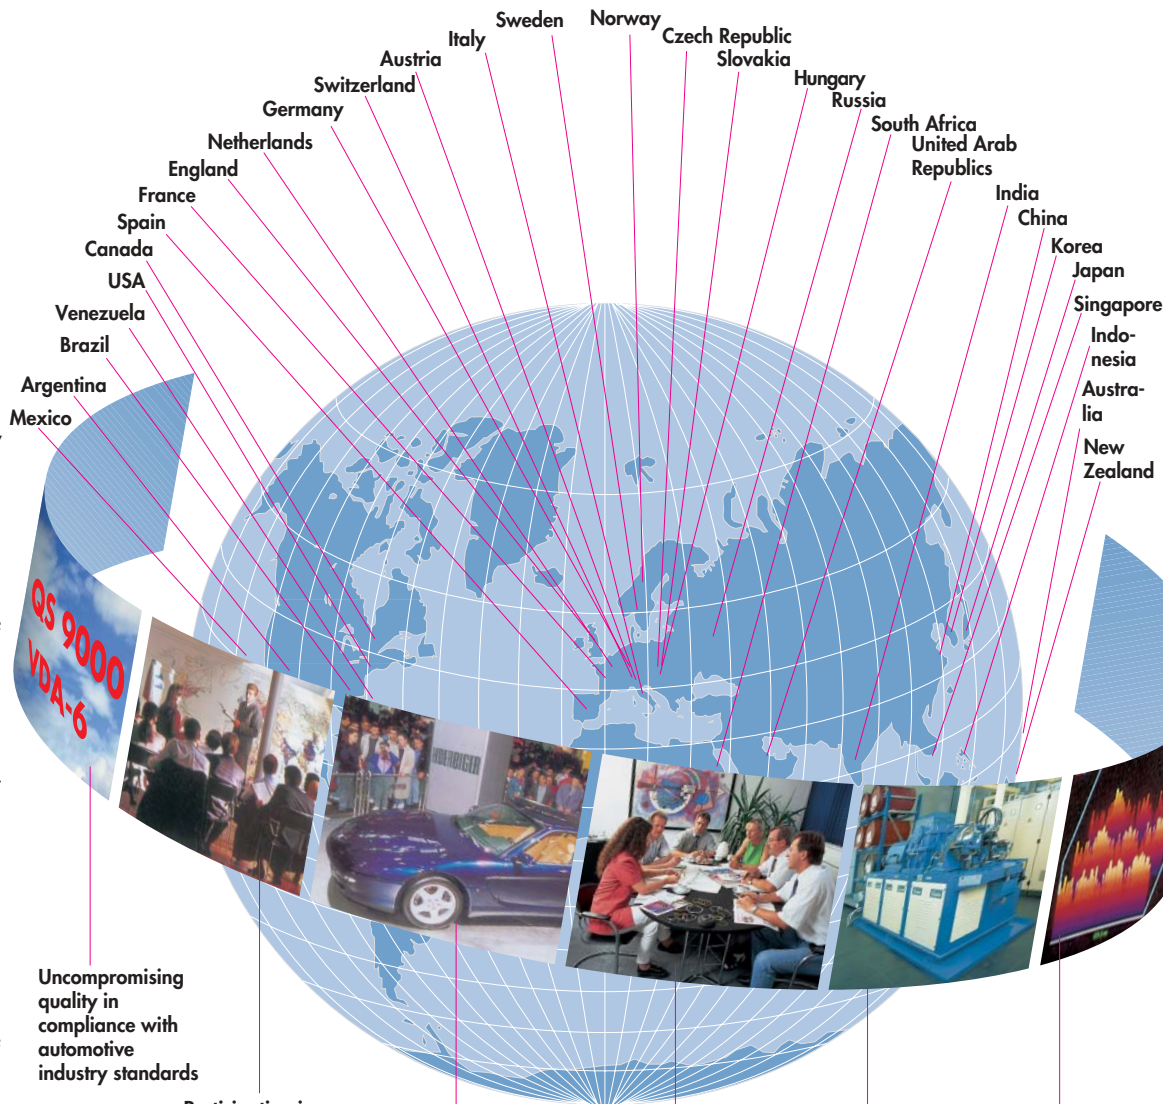 Sweden
Norway
Italy
Czech Republic
Slovakia
Austria
Switzerland
Hungary
Russia
Germany
South Africa
United Arab
Republics
Netherlands
England
France
India
Spain
China
Canada
Korea
USA
Japan
Venezuela
Singapore
Brazil
Indo-
nesia
Argentina
Mexico
Austra-
lia
New
Zealand
QS 9000
VDA-6
HOERBIGER
Uncompromising
quality in
compliance with
automotive
industry standards